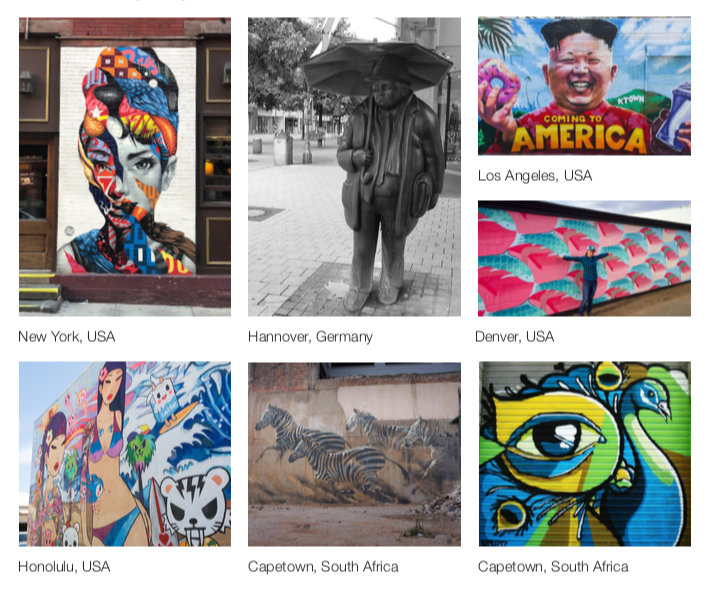 KTOWN
COMING TO
AMERICA
Los Angeles, USA
New York, USA
Hannover, Germany
Denver, USA
Honolulu, USA
Capetown, South Africa
Capetown, South Africa